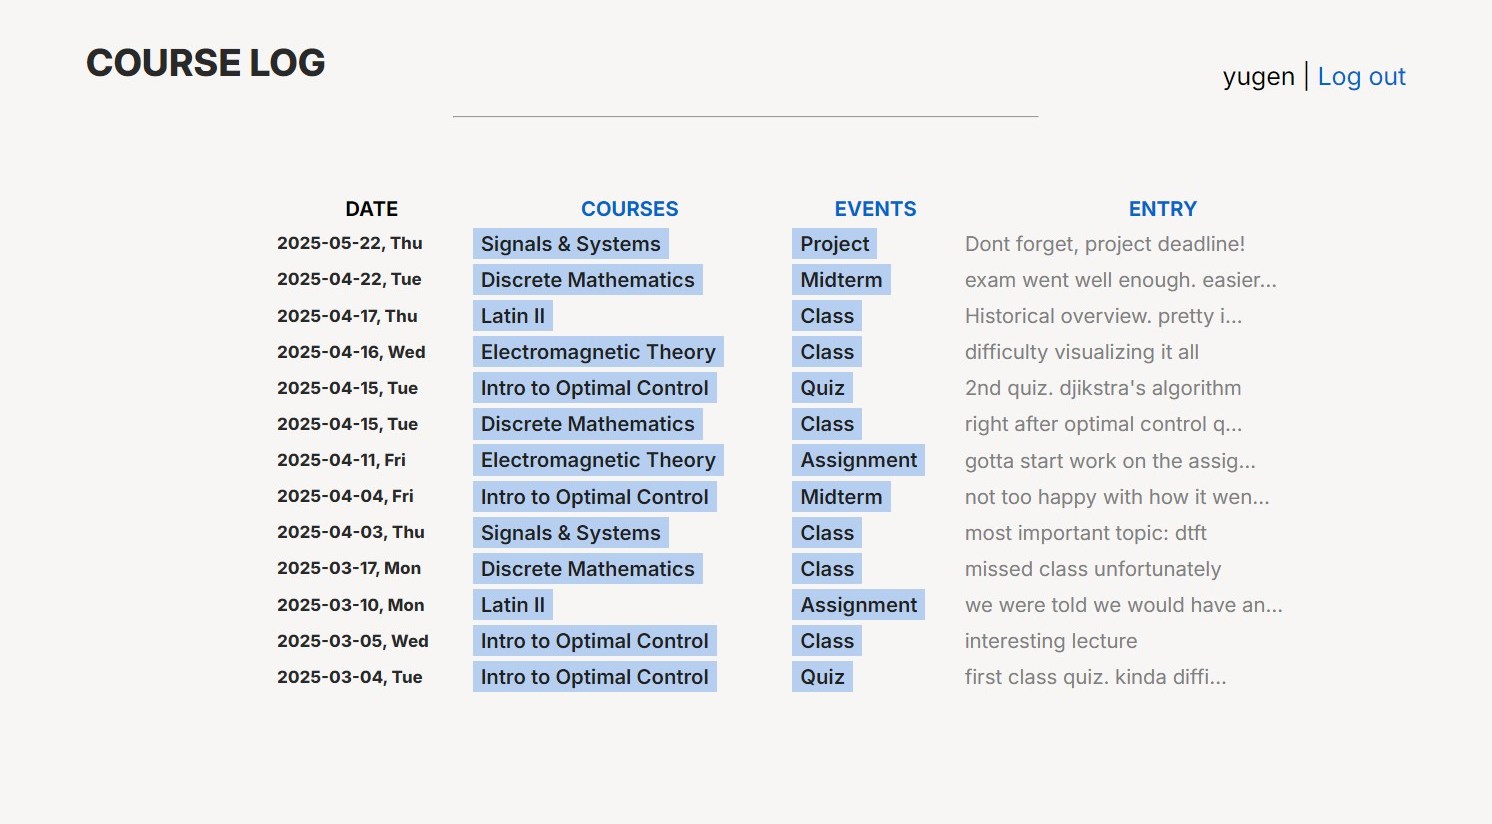 COURSE LOG
yugen | Log out
DATE COURSES EVENTS ENTRY
2025-05-22, Thu Signals & Systems Project Dont forget, project deadline!
2025-04-22, Tue Discrete Mathematics Midterm exam went well enough. easier...
2025-04-17, Thu Latin II Class Historical overview. pretty i...
2025-04-16, Wed Electromagnetic Theory Class difficulty visualizing it all
2025-04-15, Tue Intro to Optimal Control Quiz 2nd quiz. djikstra's algorithm
2025-04-15, Tue Discrete Mathematics Class right after optimal control q...
2025-04-11, Fri Electromagnetic Theory Assignment gotta start work on the assig...
2025-04-04, Fri Intro to Optimal Control Midterm not too happy with how it wen...
2025-04-03, Thu Signals & Systems Class most important topic: dtft
2025-03-17, Mon Discrete Mathematics Class missed class unfortunately
2025-03-10, Mon Latin II Assignment we were told we would have an...
2025-03-05, Wed Intro to Optimal Control Class interesting lecture
2025-03-04, Tue Intro to Optimal Control Quiz first class quiz. kinda diffi...